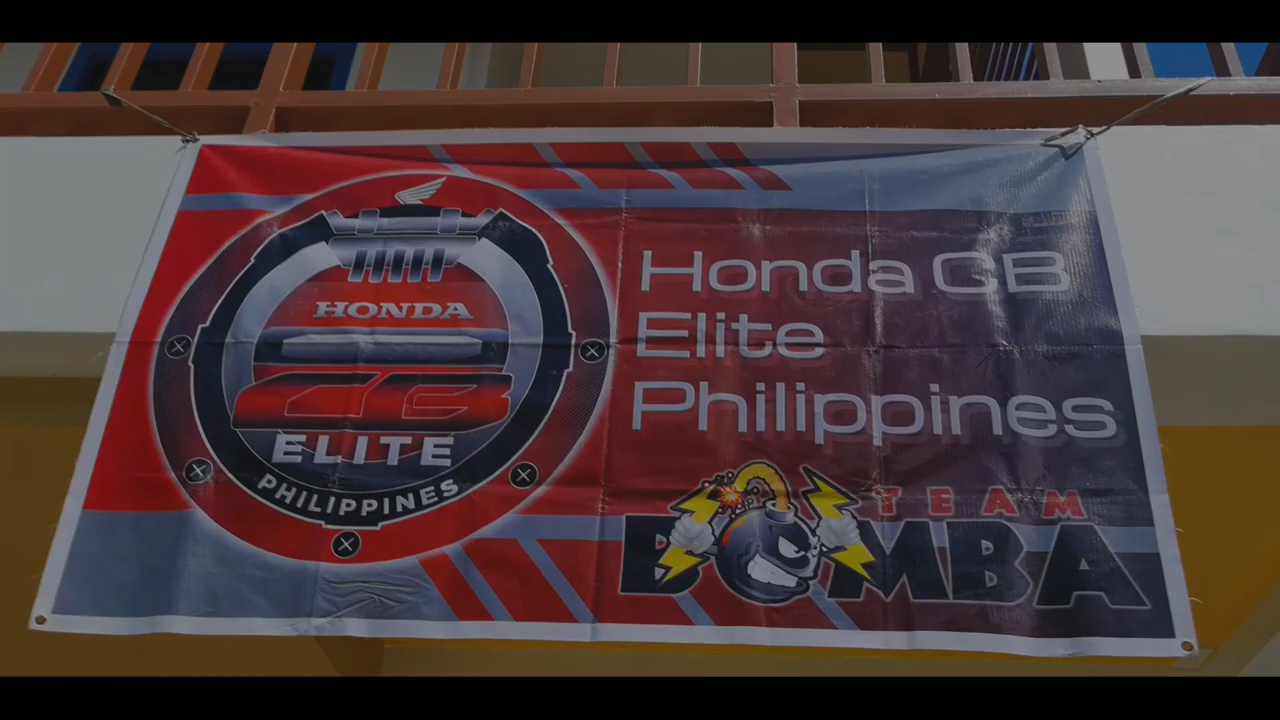 HONDA
CB
ELITE
PHILIPPINES
Honda CB
Elite
Philippines
TEAM
BOMBA